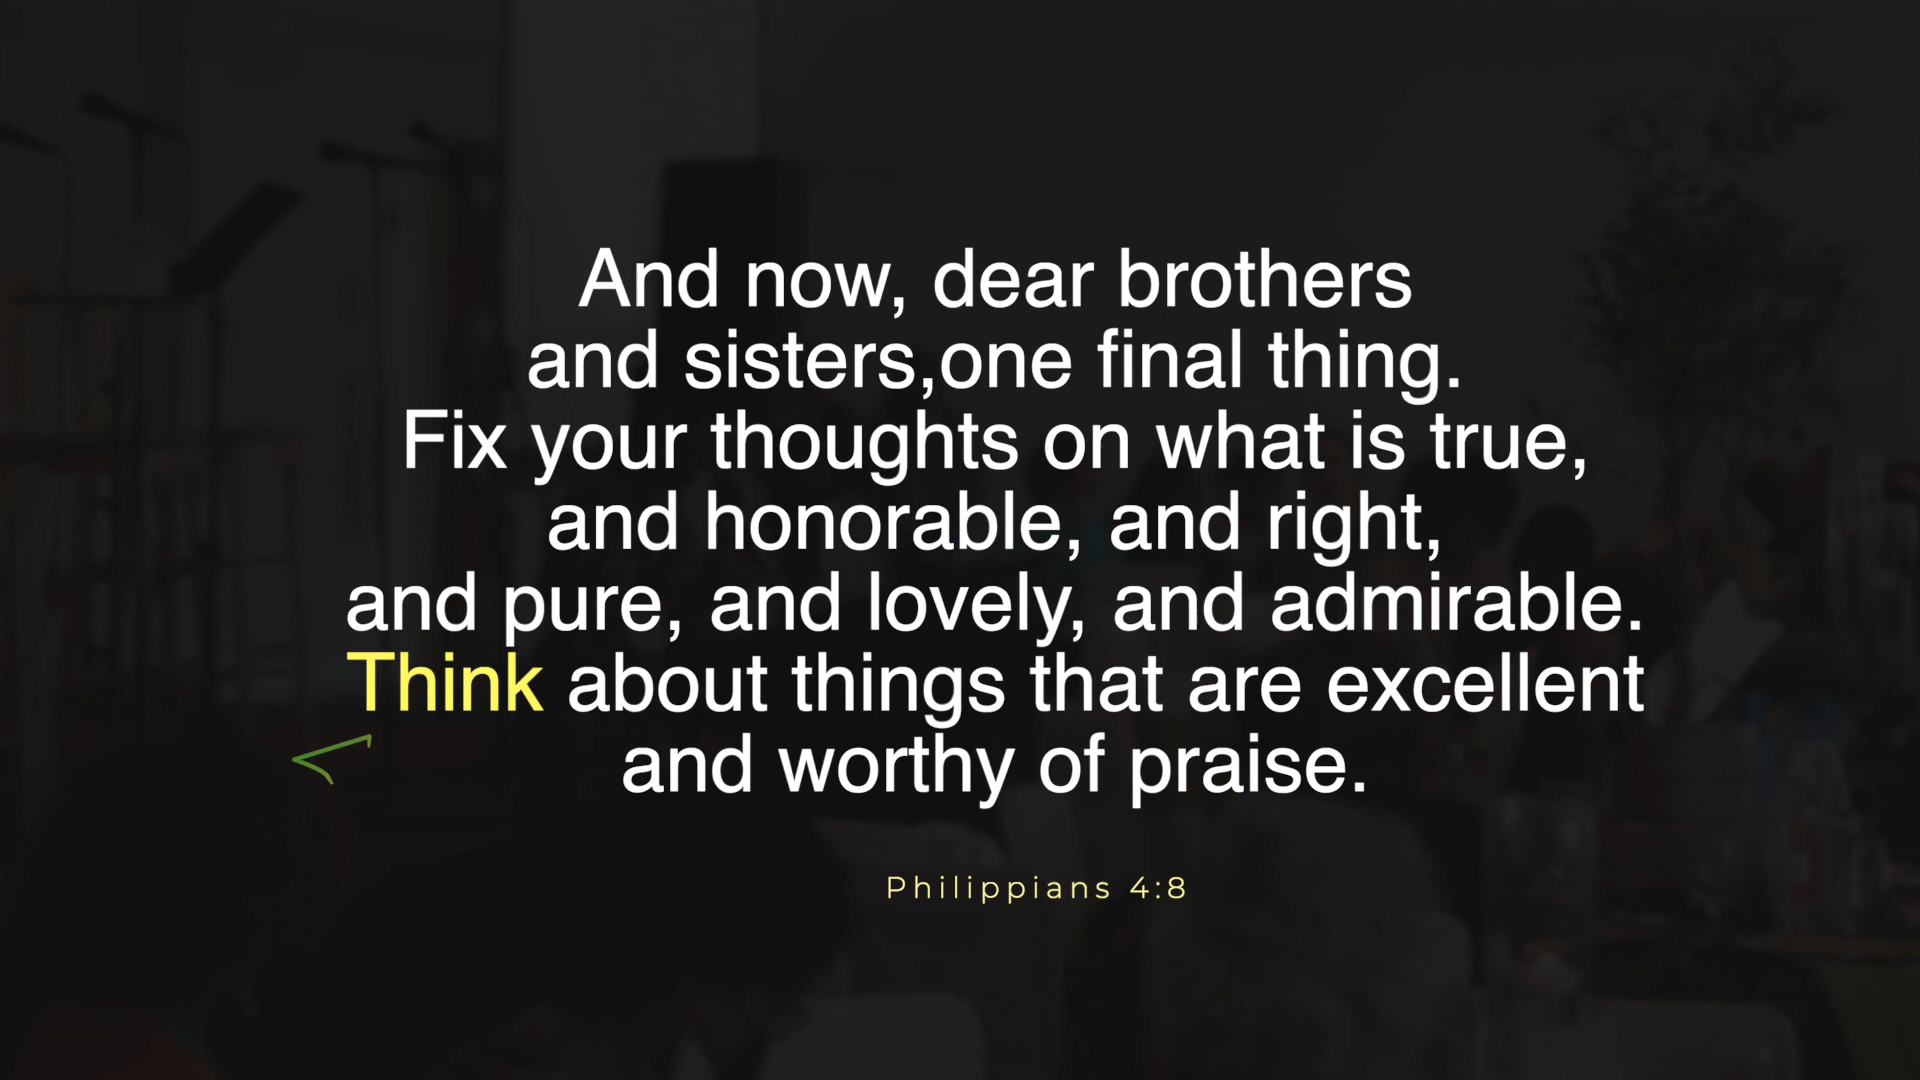 And now, dear brothers
and sisters,one final thing.
Fix your thoughts on what is true,
and honorable, and right,
and pure, and lovely, and admirable.
Think about things that are excellent
and worthy of praise.
Philippians 4:8